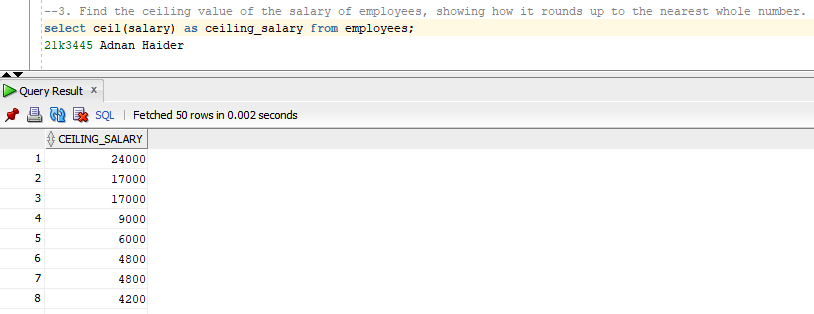 --3. Find the ceiling value of the salary of employees, showing how it rounds up to the nearest whole number.
select ceil(salary) as ceiling_salary from employees;
21k3445 Adnan Haider
Query Result x
SQL | Fetched 50 rows in 0.002 seconds
CEILING_SALARY
1 24000
2 17000
3 17000
4 9000
5 6000
6 4800
7 4800
8 4200